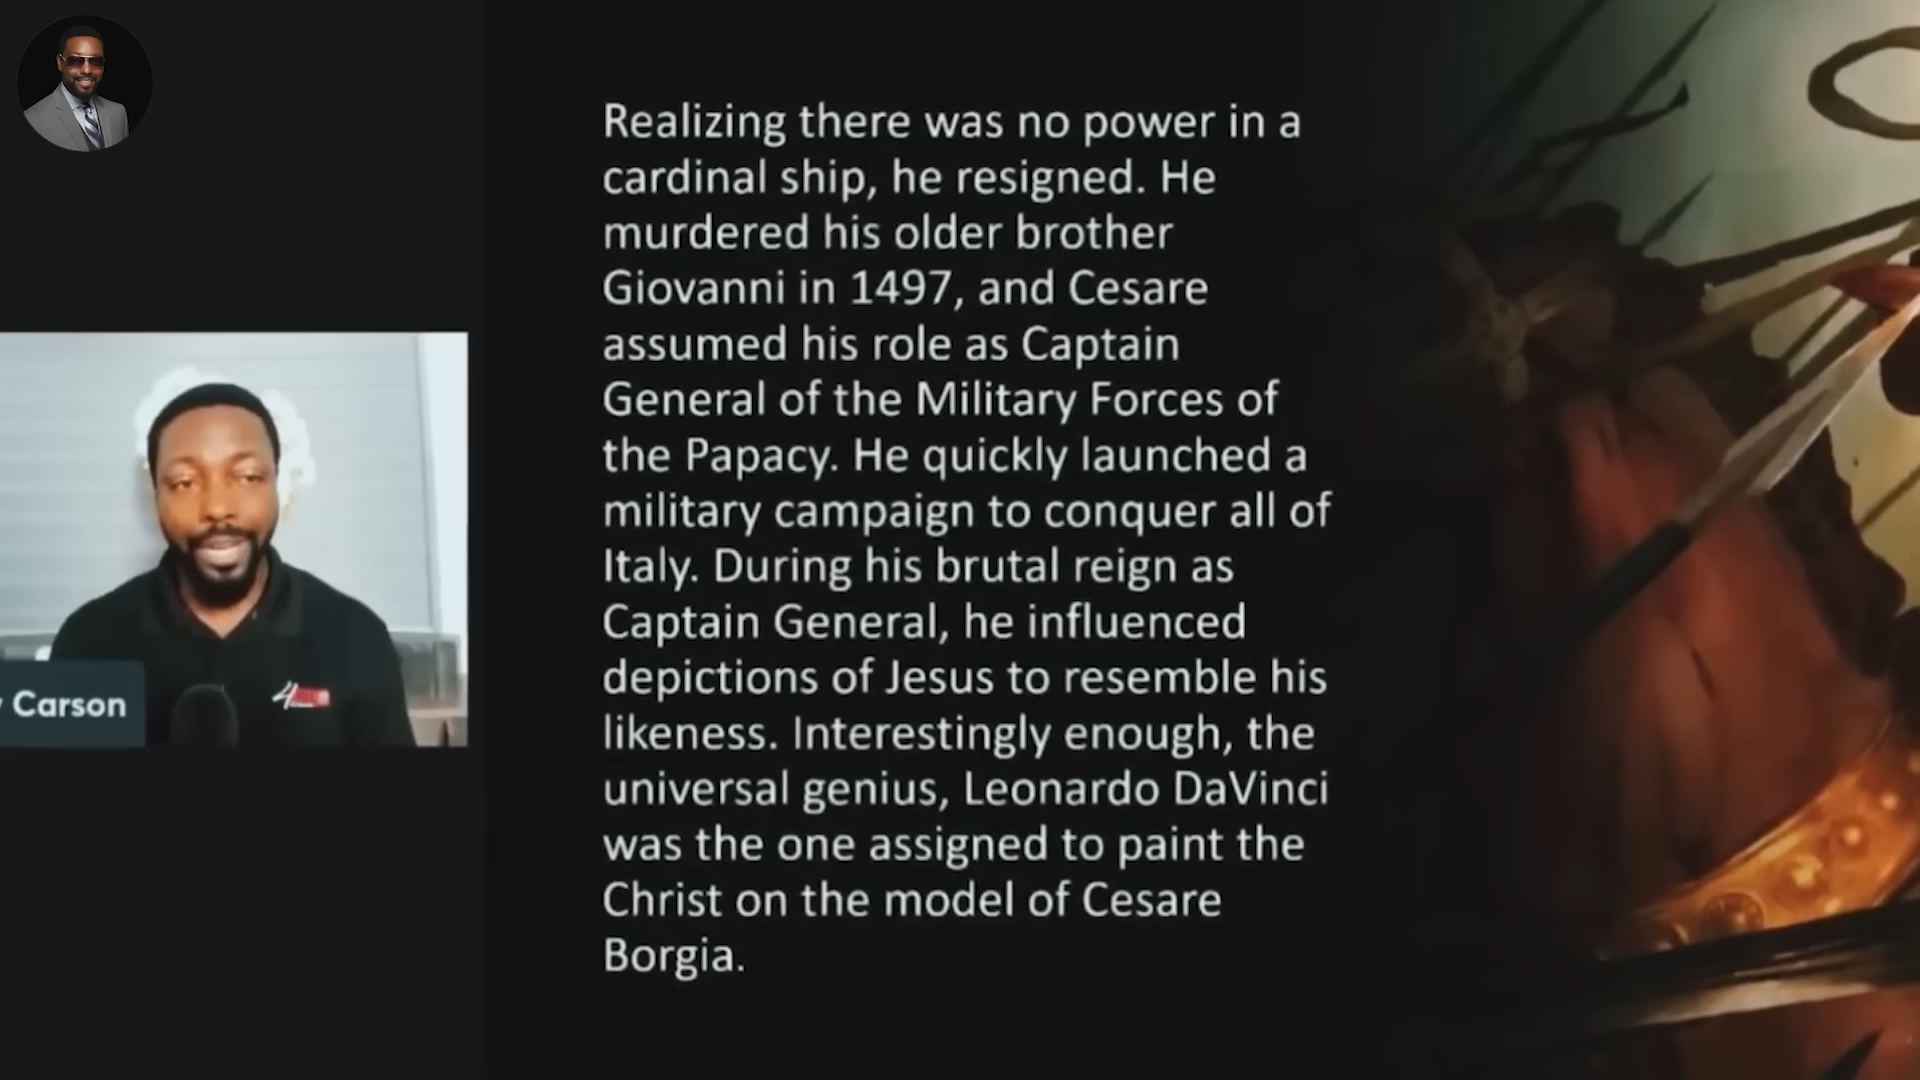 Realizing there was no power in a
cardinal ship, he resigned. He
murdered his older brother
Giovanni in 1497, and Cesare
assumed his role as Captain
General of the Military Forces of
the Papacy. He quickly launched a
military campaign to conquer all of
Italy. During his brutal reign as
Captain General, he influenced
depictions of Jesus to resemble his
likeness. Interestingly enough, the
universal genius, Leonardo DaVinci
was the one assigned to paint the
Christ on the model of Cesare
Borgia.
Carson
4